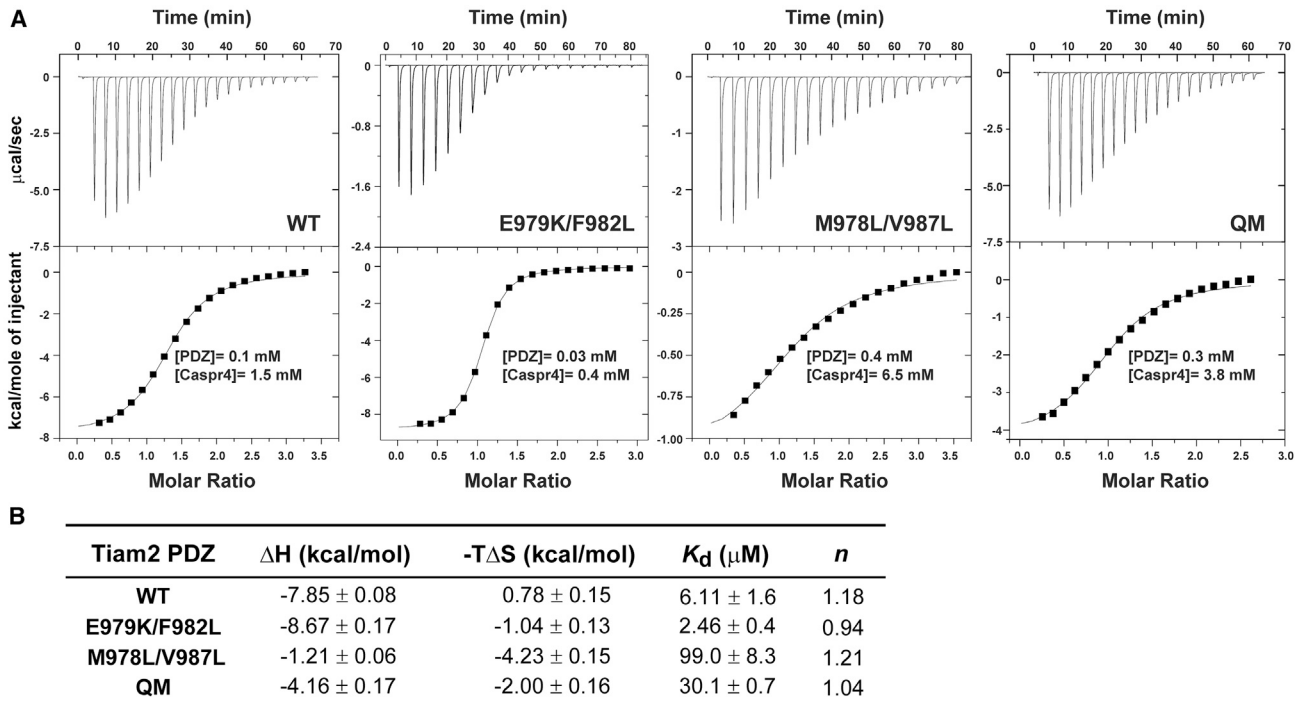 A
Time (min)
0 10 20 30 40 50 60 70
0
-2.5
-5.0
-7.5
μcal/sec
WT
0
-2
-4
-6
-8
kcal/mole of injectant
[PDZ]= 0.1 mM
[Caspr4]= 1.5 mM
0.0 0.5 1.0 1.5 2.0 2.5 3.0 3.5
Molar Ratio
Time (min)
0 10 20 30 40 50 60 70 80
0
-0.8
-1.6
-2.4
E979K/F982L
0
-2
-4
-6
-8
[PDZ]= 0.03 mM
[Caspr4]= 0.4 mM
0.0 0.5 1.0 1.5 2.0 2.5 3.0
Molar Ratio
Time (min)
0 10 20 30 40 50 60 70 80
0
-1
-2
-3
M978L/V987L
0
-0.25
-0.50
-0.75
-1.00
[PDZ]= 0.4 mM
[Caspr4]= 6.5 mM
0.0 0.5 1.0 1.5 2.0 2.5 3.0 3.5
Molar Ratio
Time (min)
0 10 20 30 40 50 60 70
0
-2.5
-5.0
-7.5
QM
0
-1
-2
-3
-4
[PDZ]= 0.3 mM
[Caspr4]= 3.8 mM
0.0 0.5 1.0 1.5 2.0 2.5 3.0
Molar Ratio
B
Tiam2 PDZ ΔH (kcal/mol) -TΔS (kcal/mol) Kd (μM) n
WT -7.85 ± 0.08 0.78 ± 0.15 6.11 ± 1.6 1.18
E979K/F982L -8.67 ± 0.17 -1.04 ± 0.13 2.46 ± 0.4 0.94
M978L/V987L -1.21 ± 0.06 -4.23 ± 0.15 99.0 ± 8.3 1.21
QM -4.16 ± 0.17 -2.00 ± 0.16 30.1 ± 0.7 1.04